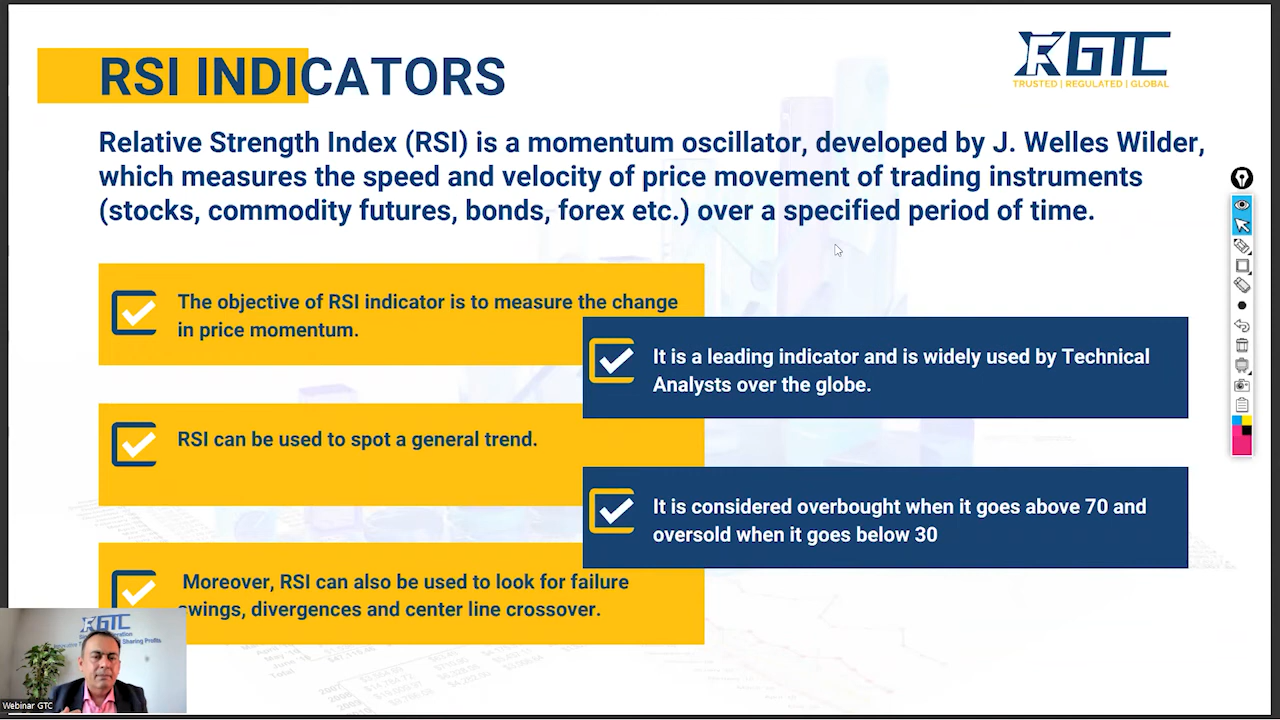 RSI INDICATORS
GTC
TRUSTED | REGULATED | GLOBAL
Relative Strength Index (RSI) is a momentum oscillator, developed by J. Welles Wilder,
which measures the speed and velocity of price movement of trading instruments
(stocks, commodity futures, bonds, forex etc.) over a specified period of time.
The objective of RSI indicator is to measure the change
in price momentum.
It is a leading indicator and is widely used by Technical
Analysts over the globe.
RSI can be used to spot a general trend.
It is considered overbought when it goes above 70 and
oversold when it goes below 30
Moreover, RSI can also be used to look for failure
swings, divergences and center line crossover.
GTC
Sharing Profits.
Webinar GTC